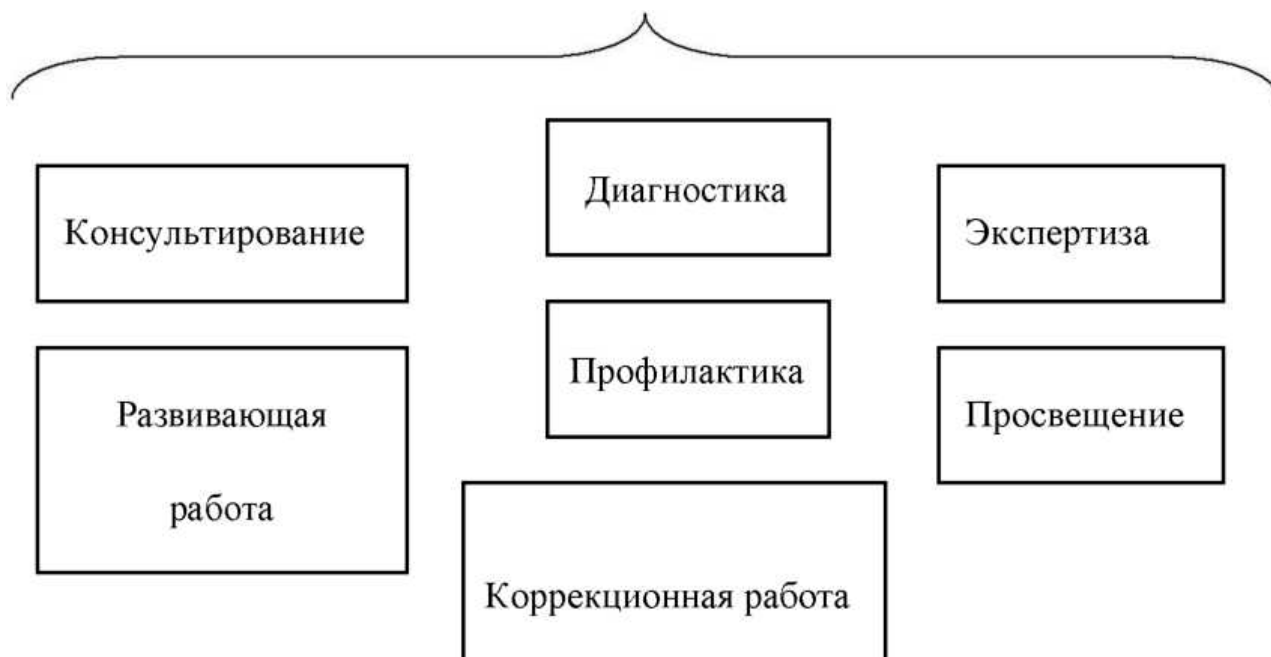 Диагностика
Консультирование
Экспертиза
Профилактика
Развивающая
работа
Просвещение
Коррекционная работа